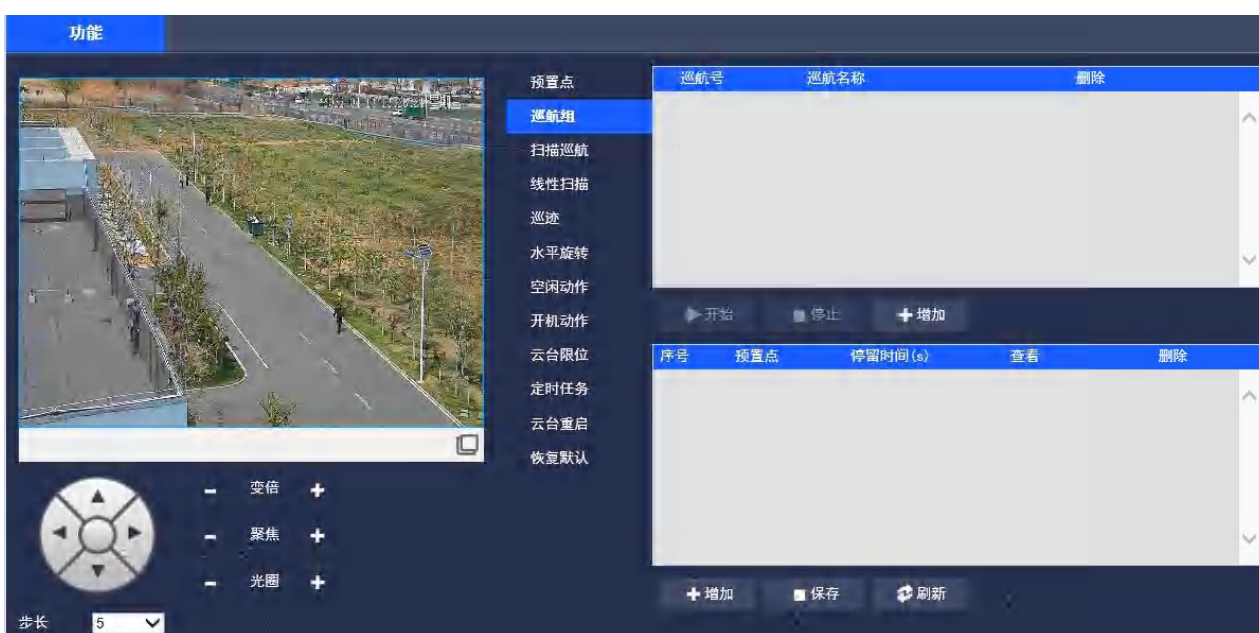 功能
预置点
巡航组
扫描巡航
线性扫描
巡迹
水平旋转
空闲动作
开机动作
云台限位
定时任务
云台重启
恢复默认
巡航号 巡航名称 删除
开始 停止 增加
序号 预置点 停留时间(s) 查看 删除
增加 保存 刷新
- 变倍 +
- 聚焦 +
- 光圈 +
步长 5